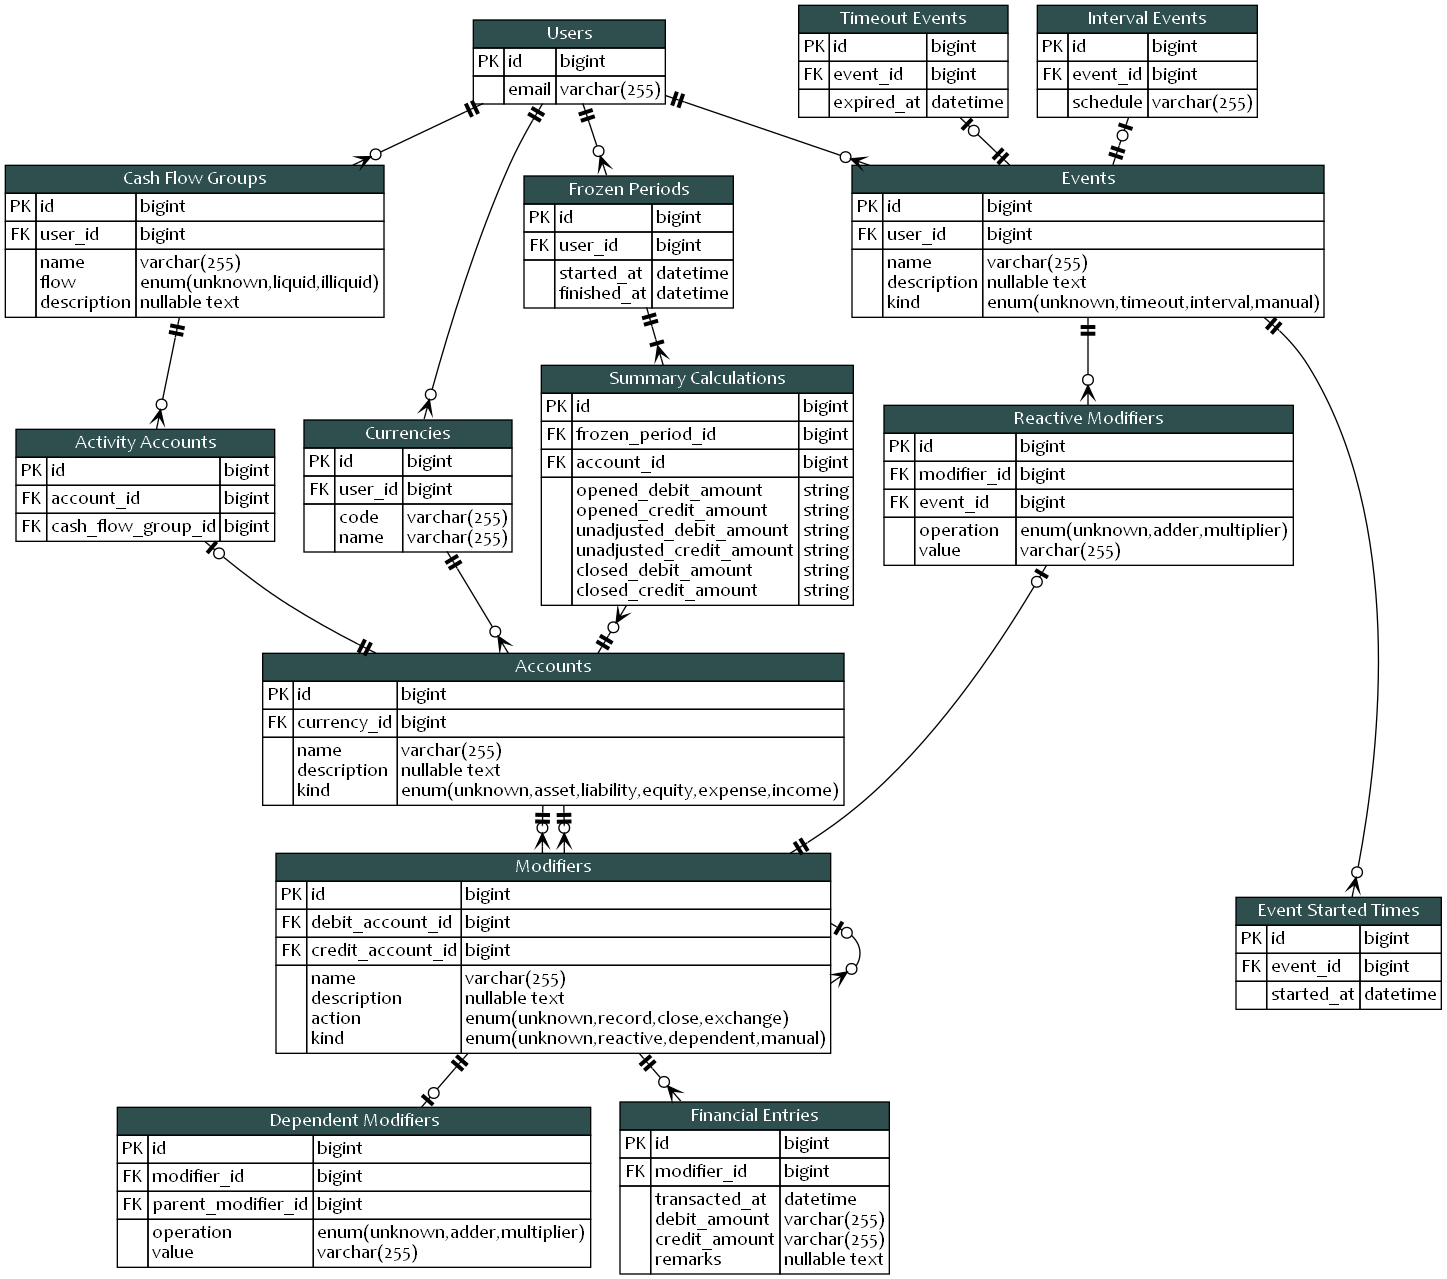 Users
PK id bigint
email varchar(255)
Timeout Events
PK id bigint
FK event_id bigint
expired_at datetime
Interval Events
PK id bigint
FK event_id bigint
schedule varchar(255)
Cash Flow Groups
PK id bigint
FK user_id bigint
name varchar(255)
flow enum(unknown,liquid,illiquid)
description nullable text
Frozen Periods
PK id bigint
FK user_id bigint
started_at datetime
finished_at datetime
Events
PK id bigint
FK user_id bigint
name varchar(255)
description nullable text
kind enum(unknown,timeout,interval,manual)
Activity Accounts
PK id bigint
FK account_id bigint
FK cash_flow_group_id bigint
Currencies
PK id bigint
FK user_id bigint
code varchar(255)
name varchar(255)
Summary Calculations
PK id bigint
FK frozen_period_id bigint
FK account_id bigint
opened_debit_amount string
opened_credit_amount string
unadjusted_debit_amount string
unadjusted_credit_amount string
closed_debit_amount string
closed_credit_amount string
Reactive Modifiers
PK id bigint
FK modifier_id bigint
FK event_id bigint
operation enum(unknown,adder,multiplier)
value varchar(255)
Accounts
PK id bigint
FK currency_id bigint
name varchar(255)
description nullable text
kind enum(unknown,asset,liability,equity,expense,income)
Modifiers
PK id bigint
FK debit_account_id bigint
FK credit_account_id bigint
name varchar(255)
description nullable text
action enum(unknown,record,close,exchange)
kind enum(unknown,reactive,dependent,manual)
Event Started Times
PK id bigint
FK event_id bigint
started_at datetime
Dependent Modifiers
PK id bigint
FK modifier_id bigint
FK parent_modifier_id bigint
operation enum(unknown,adder,multiplier)
value varchar(255)
Financial Entries
PK id bigint
FK modifier_id bigint
transacted_at datetime
debit_amount varchar(255)
credit_amount varchar(255)
remarks nullable text